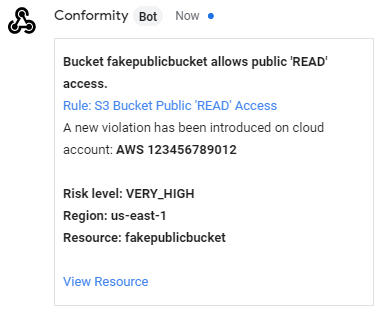 Conformity Bot Now
Bucket fakepublicbucket allows public 'READ'
access.
Rule: S3 Bucket Public 'READ' Access
A new violation has been introduced on cloud
account: AWS 123456789012
Risk level: VERY_HIGH
Region: us-east-1
Resource: fakepublicbucket
View Resource